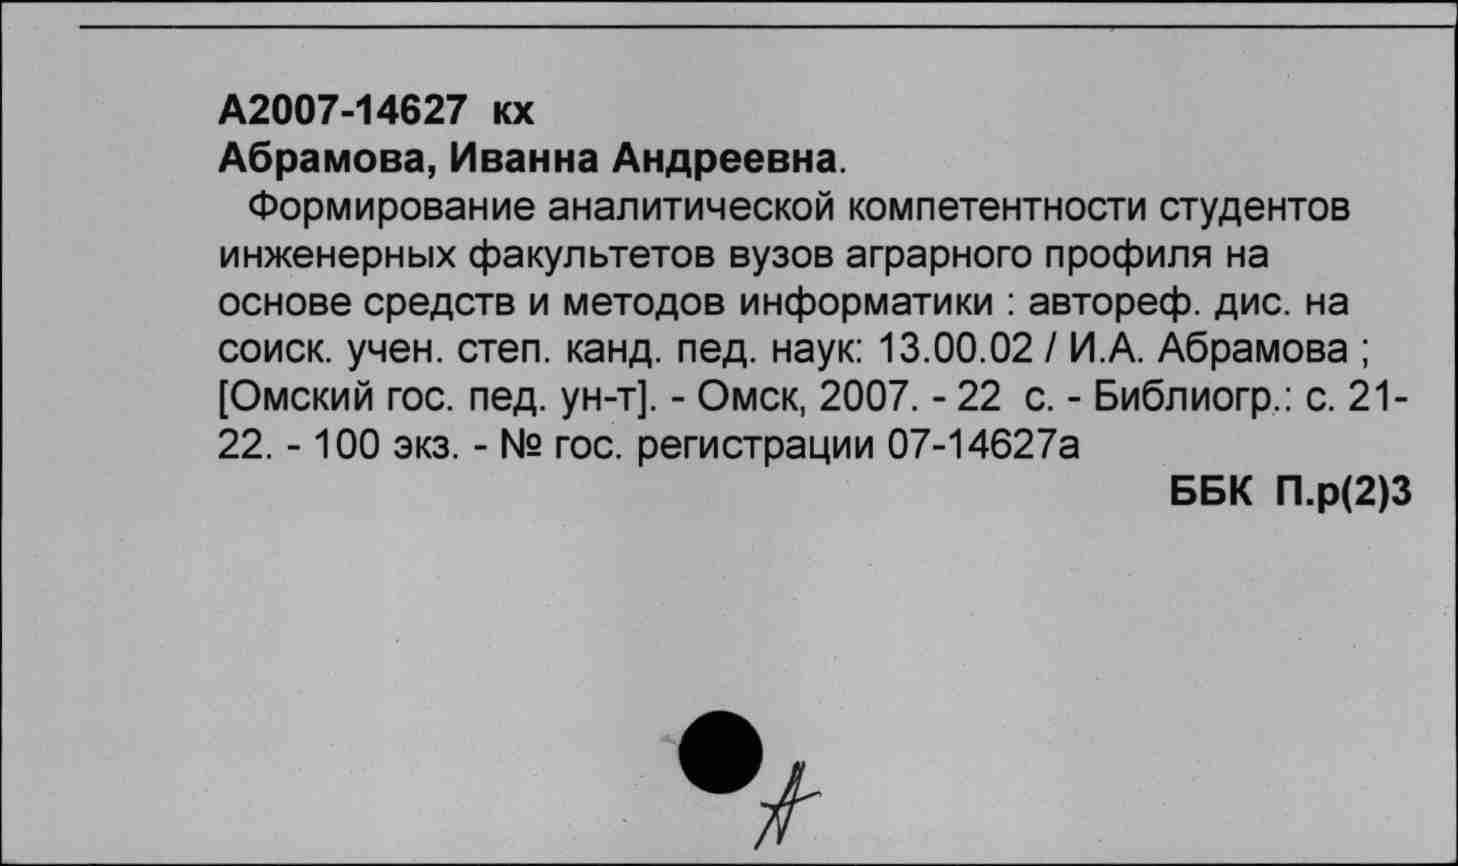 А2007-14627 кх
Абрамова, Иванна Андреевна.
Формирование аналитической компетентности студентов
инженерных факультетов вузов аграрного профиля на
основе средств и методов информатики : автореф. дис. на
соиск. учен. степ. канд. пед. наук: 13.00.02 / И.А. Абрамова ;
[Омский гос. пед. ун-т]. - Омск, 2007. - 22 с. - Библиогр.: с. 21-
22. - 100 экз. - № гос. регистрации 07-14627а
ББК П.р(2)3
А